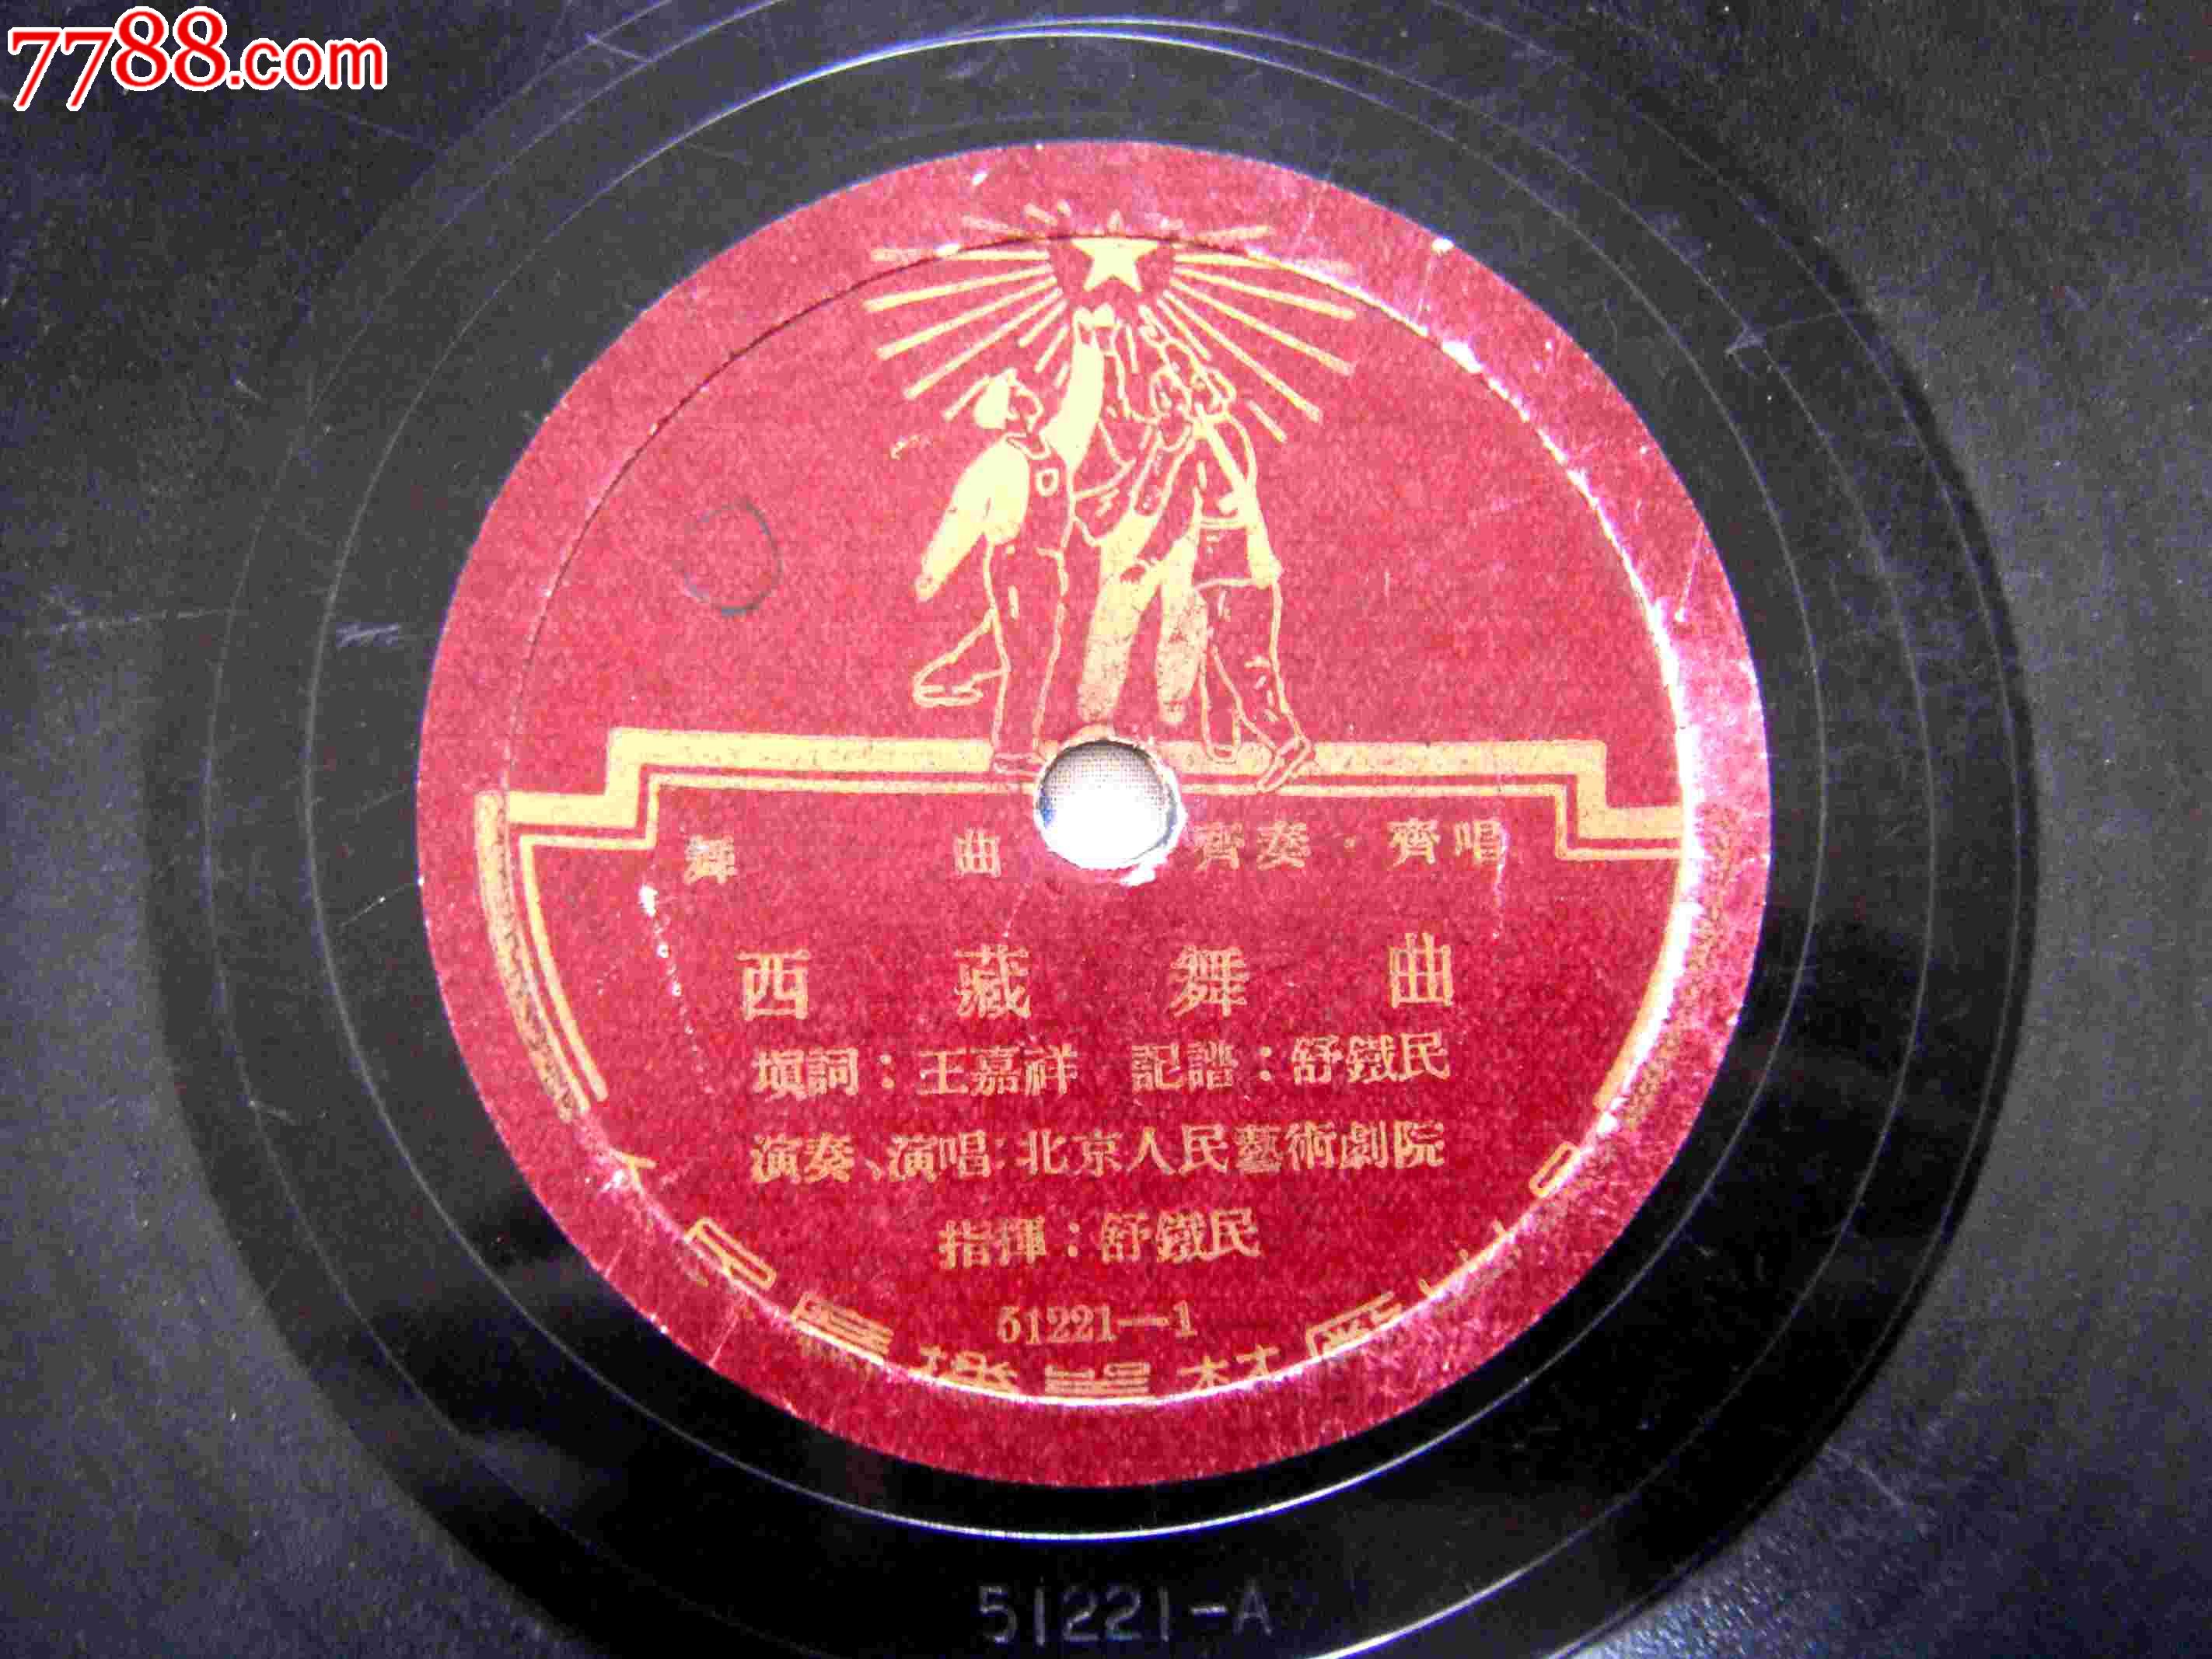 7788.com
舞曲 齊奏·齊唱
西藏舞曲
填詞：王嘉祥 記譜：舒鐵民
演奏、演唱：北京人民藝術劇院
指揮：舒鐵民
51221—1
51221-A